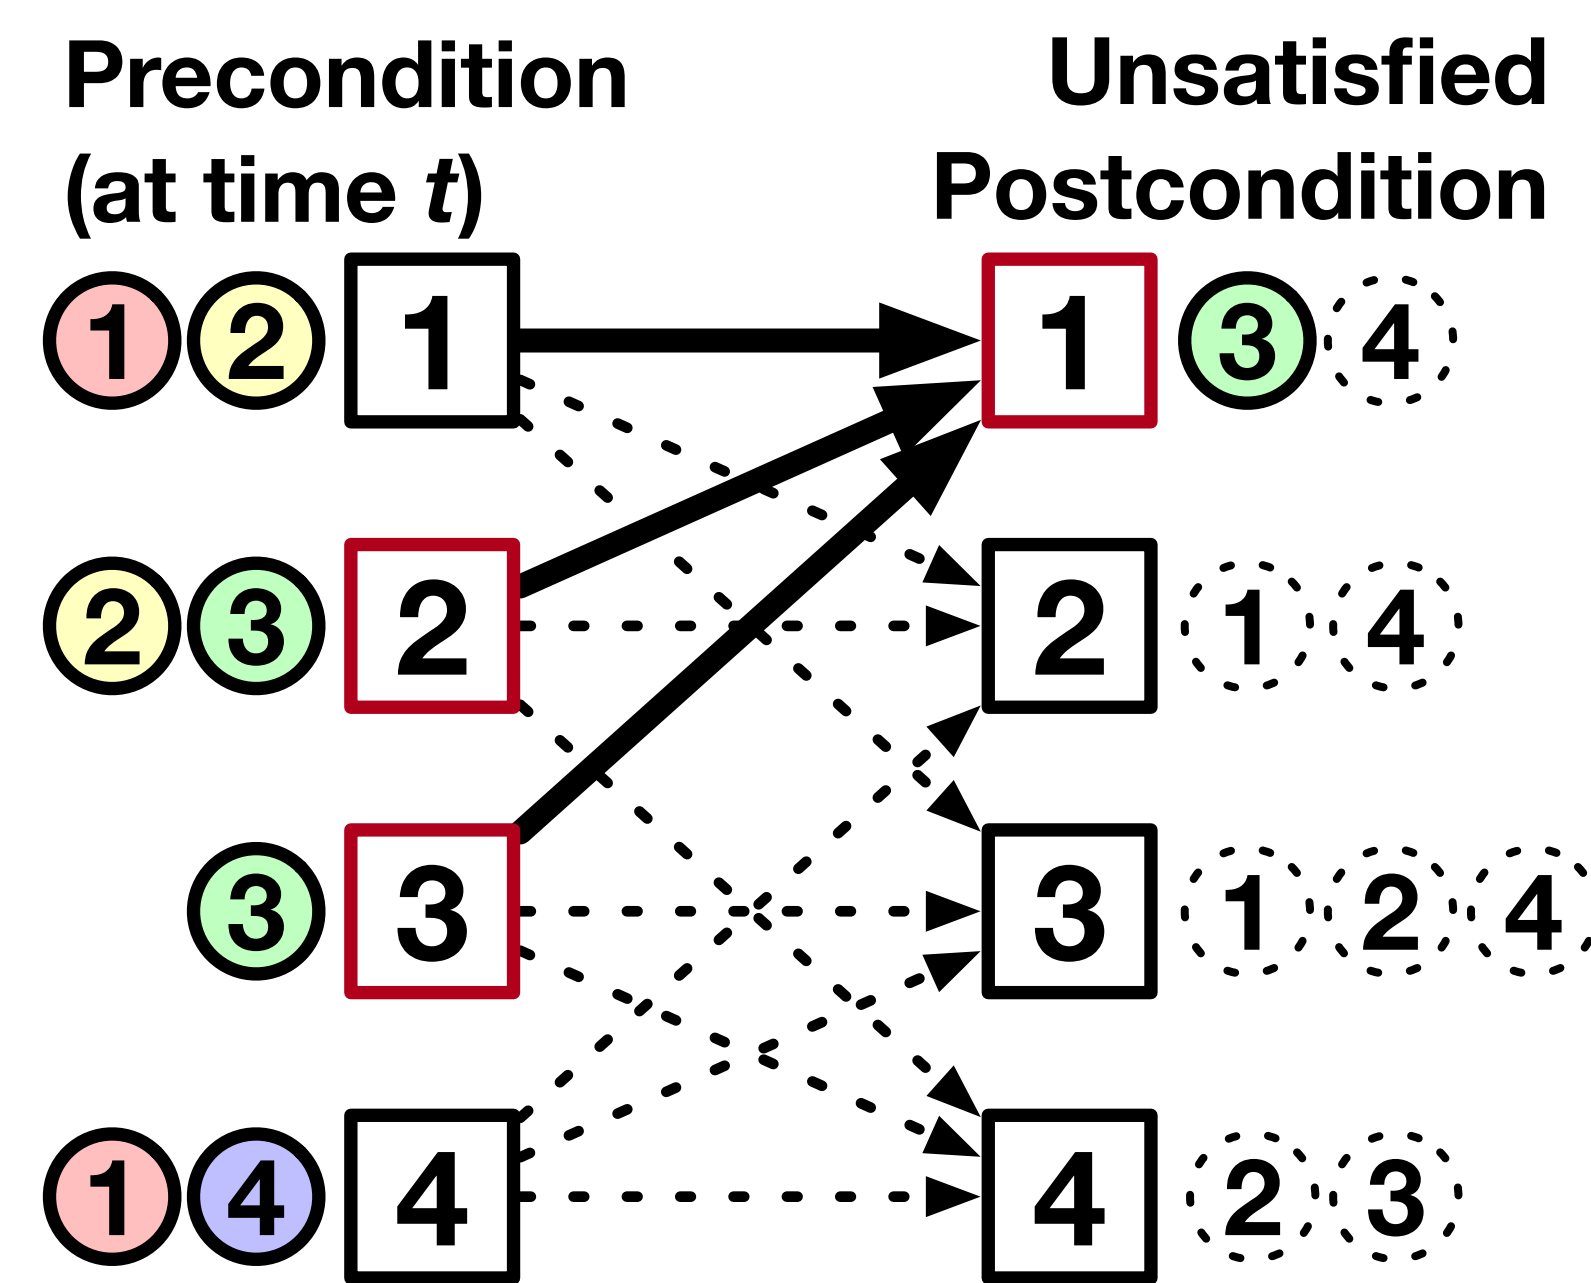 Precondition
(at time t)
Unsatisfied
Postcondition
1 2 1 1 3 4
2 3 2 2 1 4
3 3 3 1 2 4
1 4 4 4 2 3